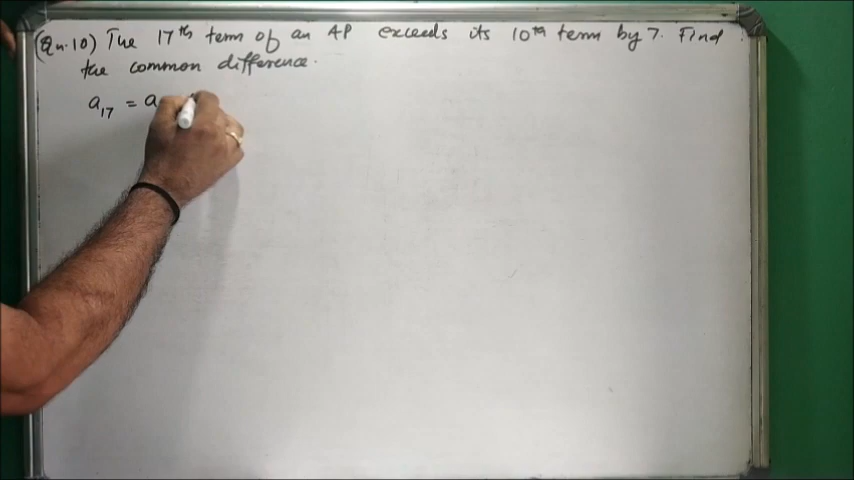 (Qn.10) The 17th term of an AP exceeds its 10th term by 7. Find
the common difference.
a17 = a